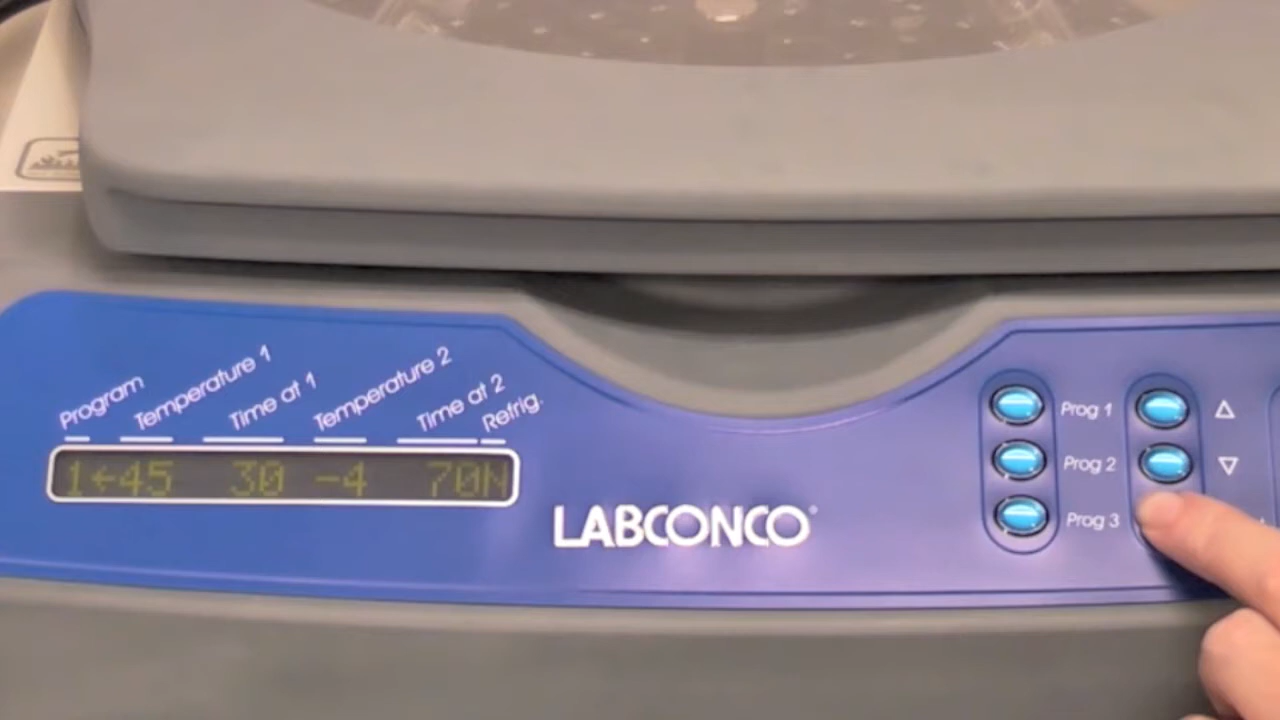 Program Temperature 1 Time at 1 Temperature 2 Time at 2 Refrig.
1←45 30 -4 70N
LABCONCO®
Prog 1 △
Prog 2 ▽
Prog 3